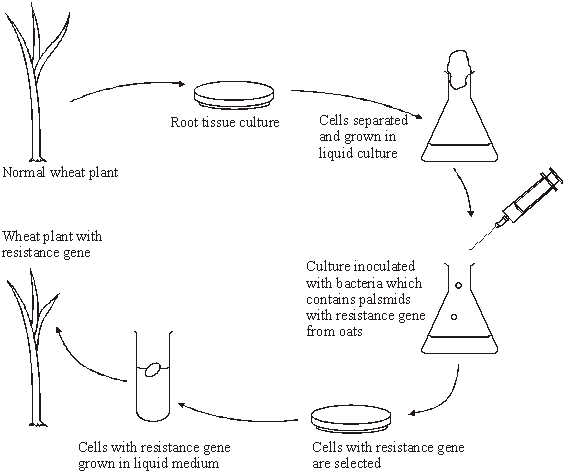 Root tissue culture
Cells separated
and grown in
liquid culture
Normal wheat plant
Wheat plant with
resistance gene
Culture inoculated
with bacteria which
contains palsmids
with resistance gene
from oats
Cells with resistance gene
grown in liquid medium
Cells with resistance gene
are selected